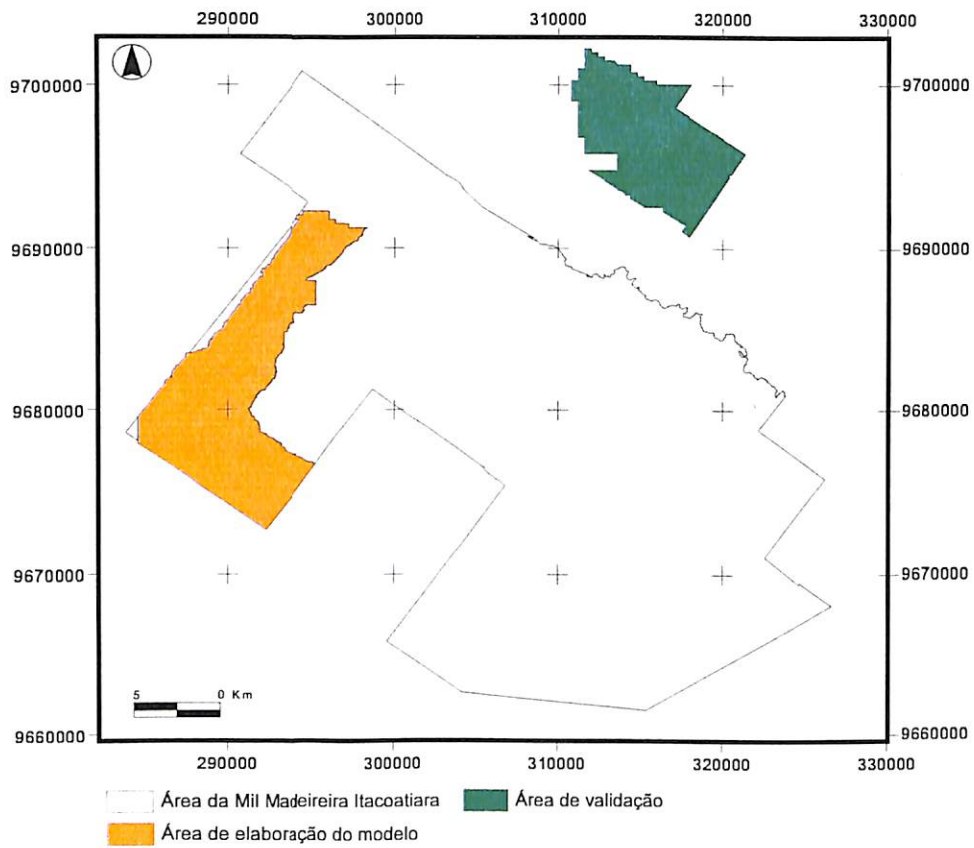 290000 300000 310000 320000 330000
9700000 9700000
9690000 9690000
9680000 9680000
9670000 9670000
5 0 Km
9660000 9660000
290000 300000 310000 320000 330000
Área da Mil Madeireira Itacoatiara Área de validação
Área de elaboração do modelo